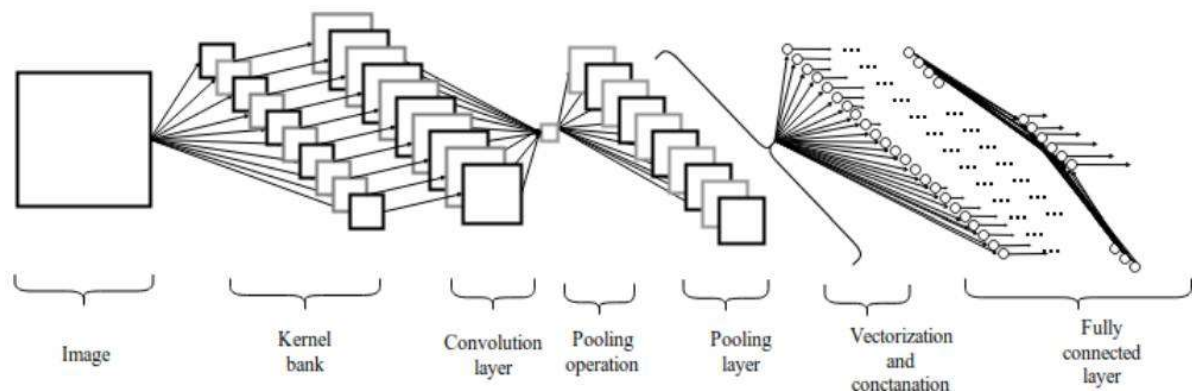 Image
Kernel
bank
Convolution
layer
Pooling
operation
Pooling
layer
Vectorization
and
conctanation
Fully
connected
layer